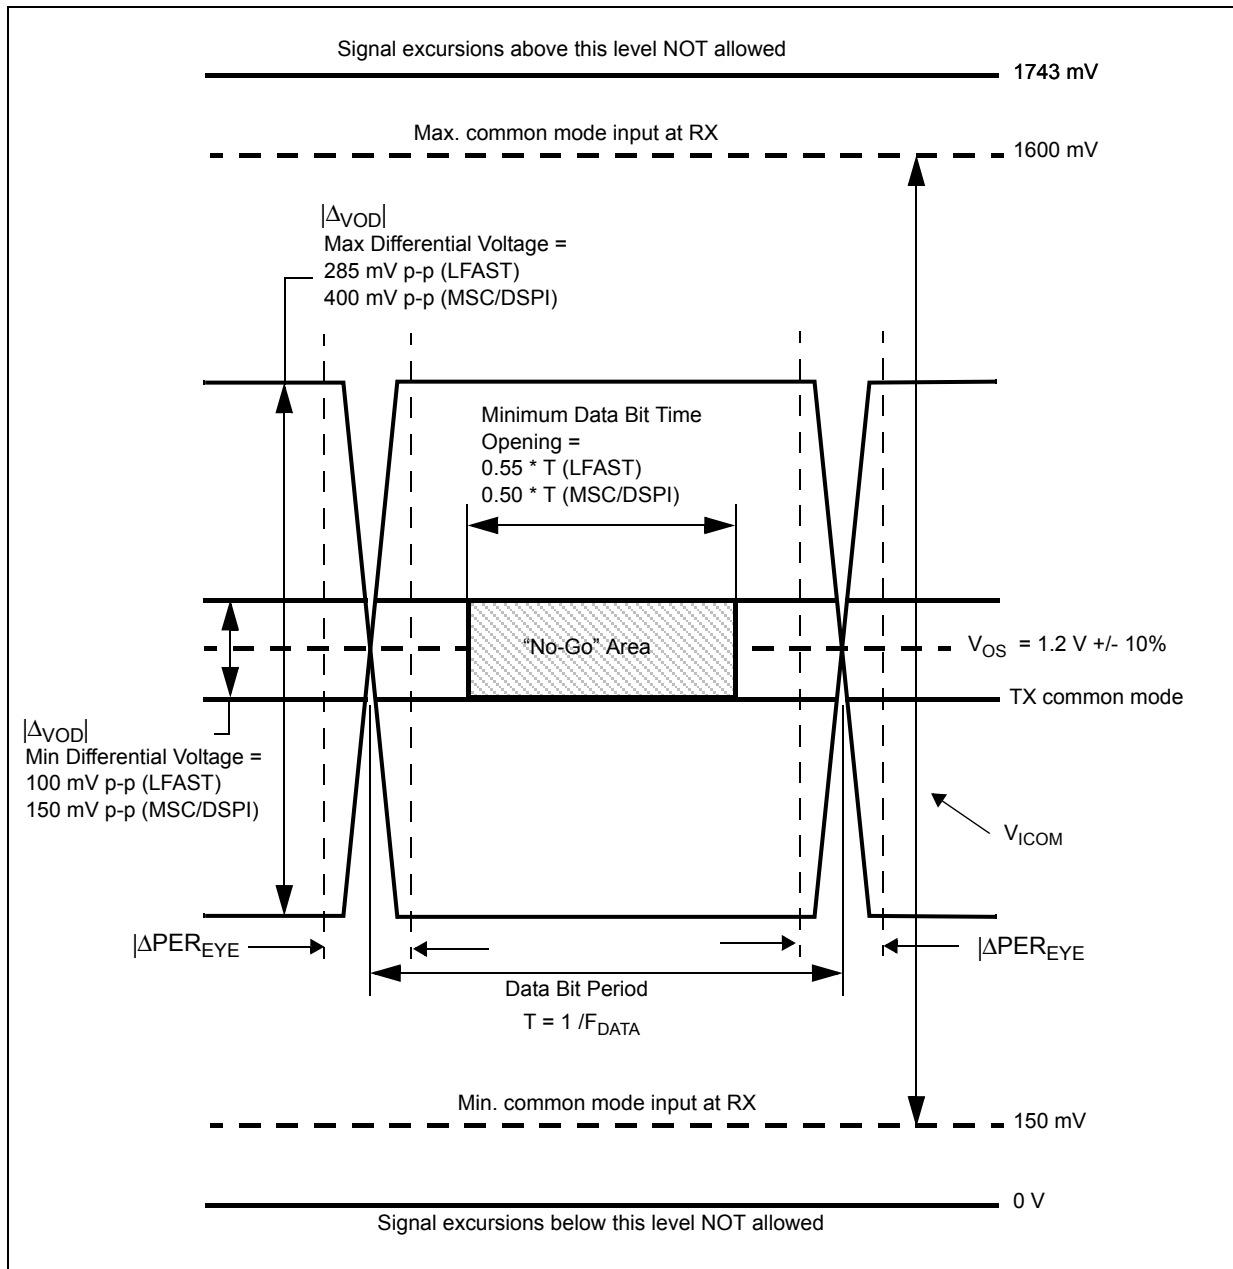 Signal excursions above this level NOT allowed
1743 mV
Max. common mode input at RX
1600 mV
|∆VOD|
Max Differential Voltage =
285 mV p-p (LFAST)
400 mV p-p (MSC/DSPI)
Minimum Data Bit Time
Opening =
0.55 * T (LFAST)
0.50 * T (MSC/DSPI)
“No-Go” Area
VOS = 1.2 V +/- 10%
TX common mode
|∆VOD|
Min Differential Voltage =
100 mV p-p (LFAST)
150 mV p-p (MSC/DSPI)
VICOM
|∆PEREYE
|∆PEREYE
Data Bit Period
T = 1 /FDATA
Min. common mode input at RX
150 mV
0 V
Signal excursions below this level NOT allowed